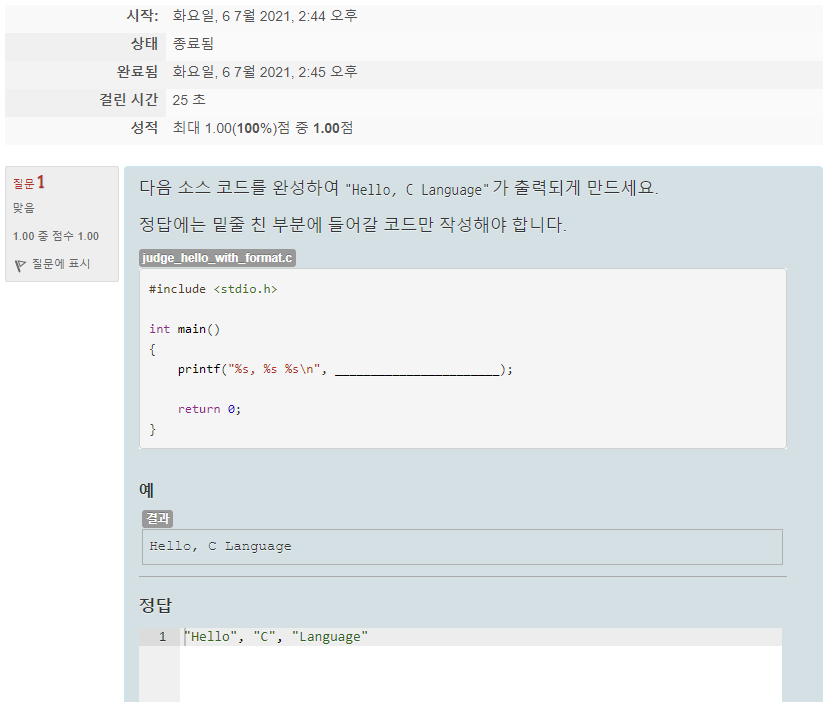 시작: 화요일, 6 7월 2021, 2:44 오후
상태 종료됨
완료됨 화요일, 6 7월 2021, 2:45 오후
걸린 시간 25 초
성적 최대 1.00(100%)점 중 1.00점
질문 1
맞음
1.00 중 점수 1.00
질문에 표시
다음 소스 코드를 완성하여 "Hello, C Language"가 출력되게 만드세요.
정답에는 밑줄 친 부분에 들어갈 코드만 작성해야 합니다.
judge_hello_with_format.c
#include <stdio.h>
int main()
{
printf("%s, %s %s\n", _______________________);
return 0;
}
예
결과
Hello, C Language
정답
1 "Hello", "C", "Language"